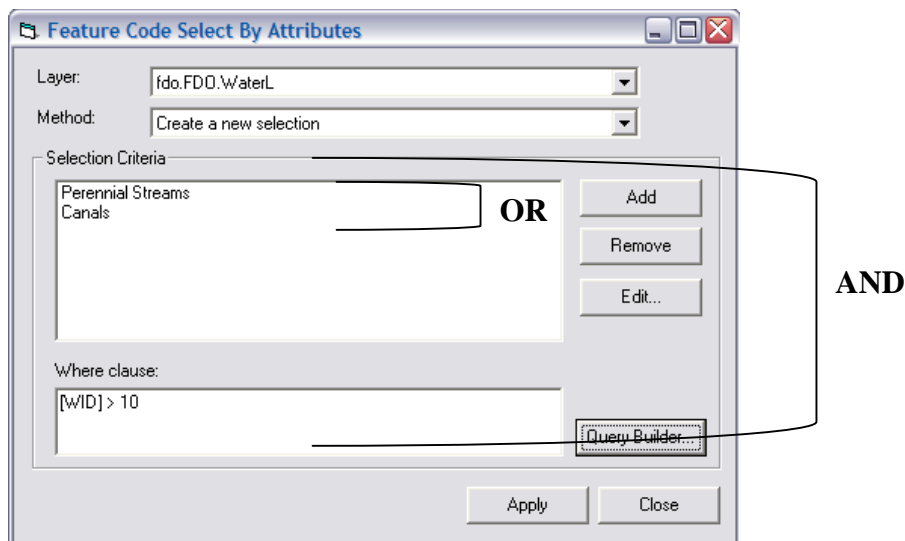 Feature Code Select By Attributes
Layer: fdo.FDO.WaterL
Method: Create a new selection
Selection Criteria
Perennial Streams
Canals
OR
Add
Remove
Edit...
AND
Where clause:
[WID] > 10
Query Builder...
Apply Close